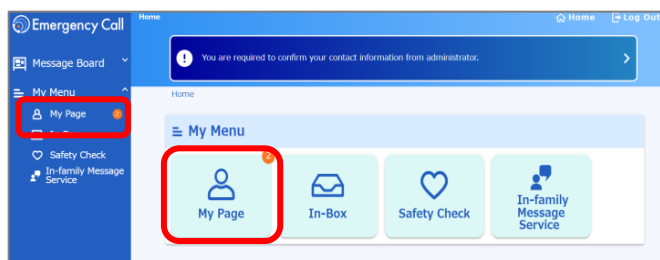 Emergency Call
Home
Home
Log Out
Message Board
!
You are required to confirm your contact information from administrator.
My Menu
My Page 2
In-Box
Safety Check
In-family Message
Service
Home
My Menu
2
My Page
In-Box
Safety Check
In-family
Message
Service